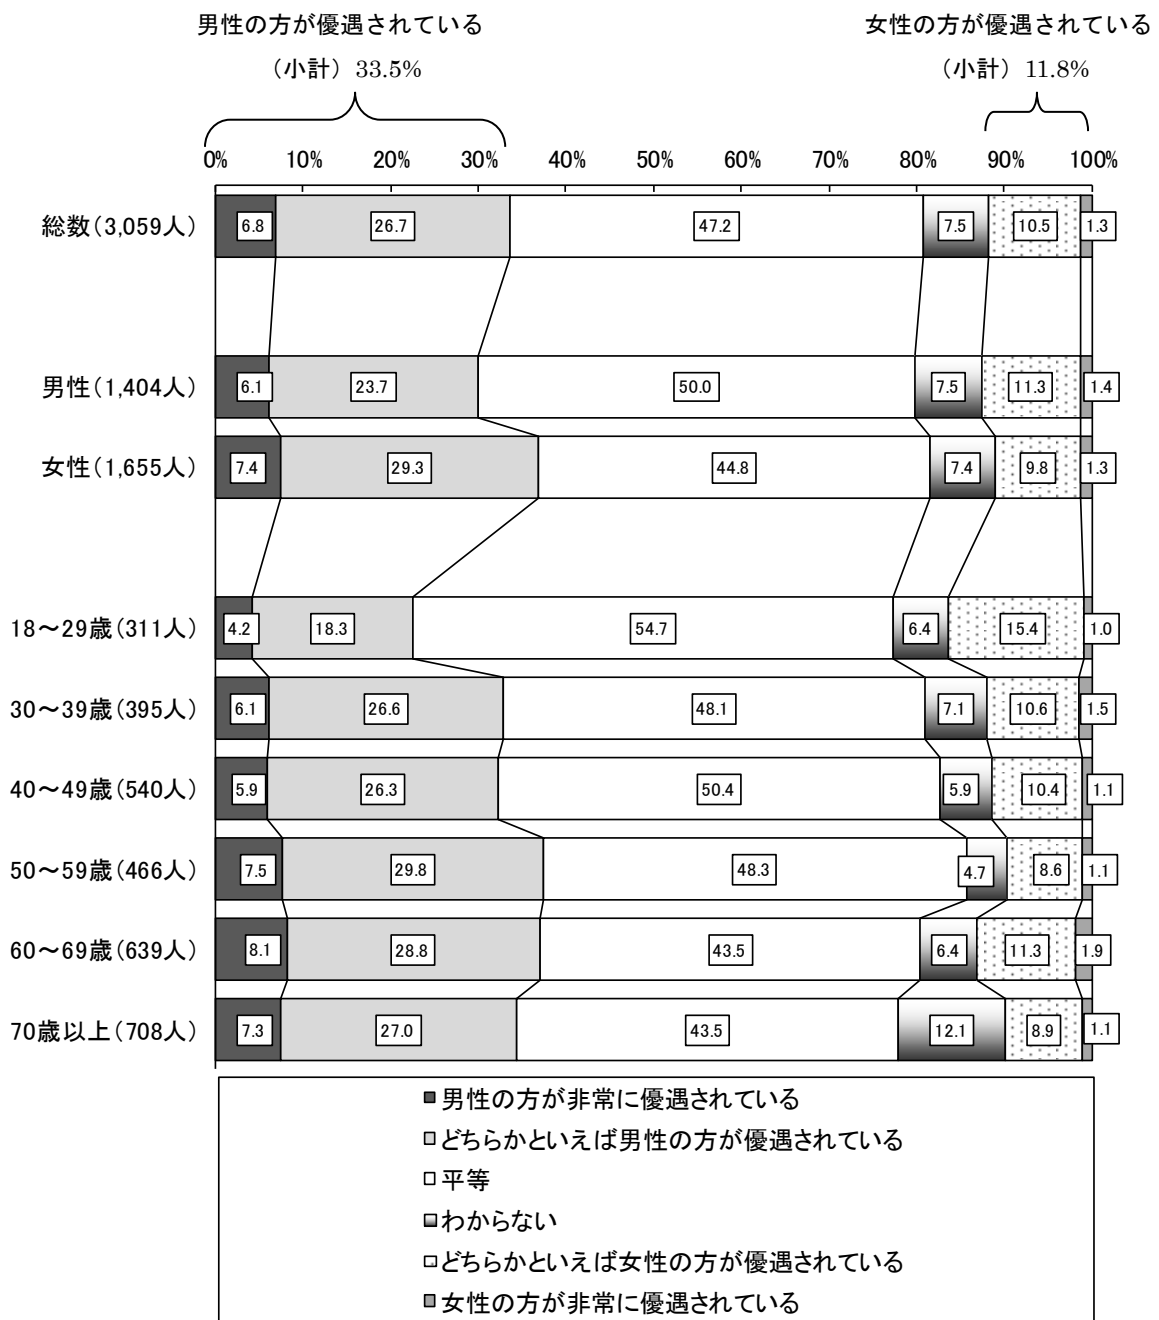 男性の方が優遇されている 女性の方が優遇されている
(小計) 33.5% (小計) 11.8%
0% 10% 20% 30% 40% 50% 60% 70% 80% 90% 100%
総数(3,059人) 6.8 26.7 47.2 7.5 10.5 1.3
男性(1,404人) 6.1 23.7 50.0 7.5 11.3 1.4
女性(1,655人) 7.4 29.3 44.8 7.4 9.8 1.3
18～29歳(311人) 4.2 18.3 54.7 6.4 15.4 1.0
30～39歳(395人) 6.1 26.6 48.1 7.1 10.6 1.5
40～49歳(540人) 5.9 26.3 50.4 5.9 10.4 1.1
50～59歳(466人) 7.5 29.8 48.3 4.7 8.6 1.1
60～69歳(639人) 8.1 28.8 43.5 6.4 11.3 1.9
70歳以上(708人) 7.3 27.0 43.5 12.1 8.9 1.1
男性の方が非常に優遇されている
どちらかといえば男性の方が優遇されている
平等
わからない
どちらかといえば女性の方が優遇されている
女性の方が非常に優遇されている